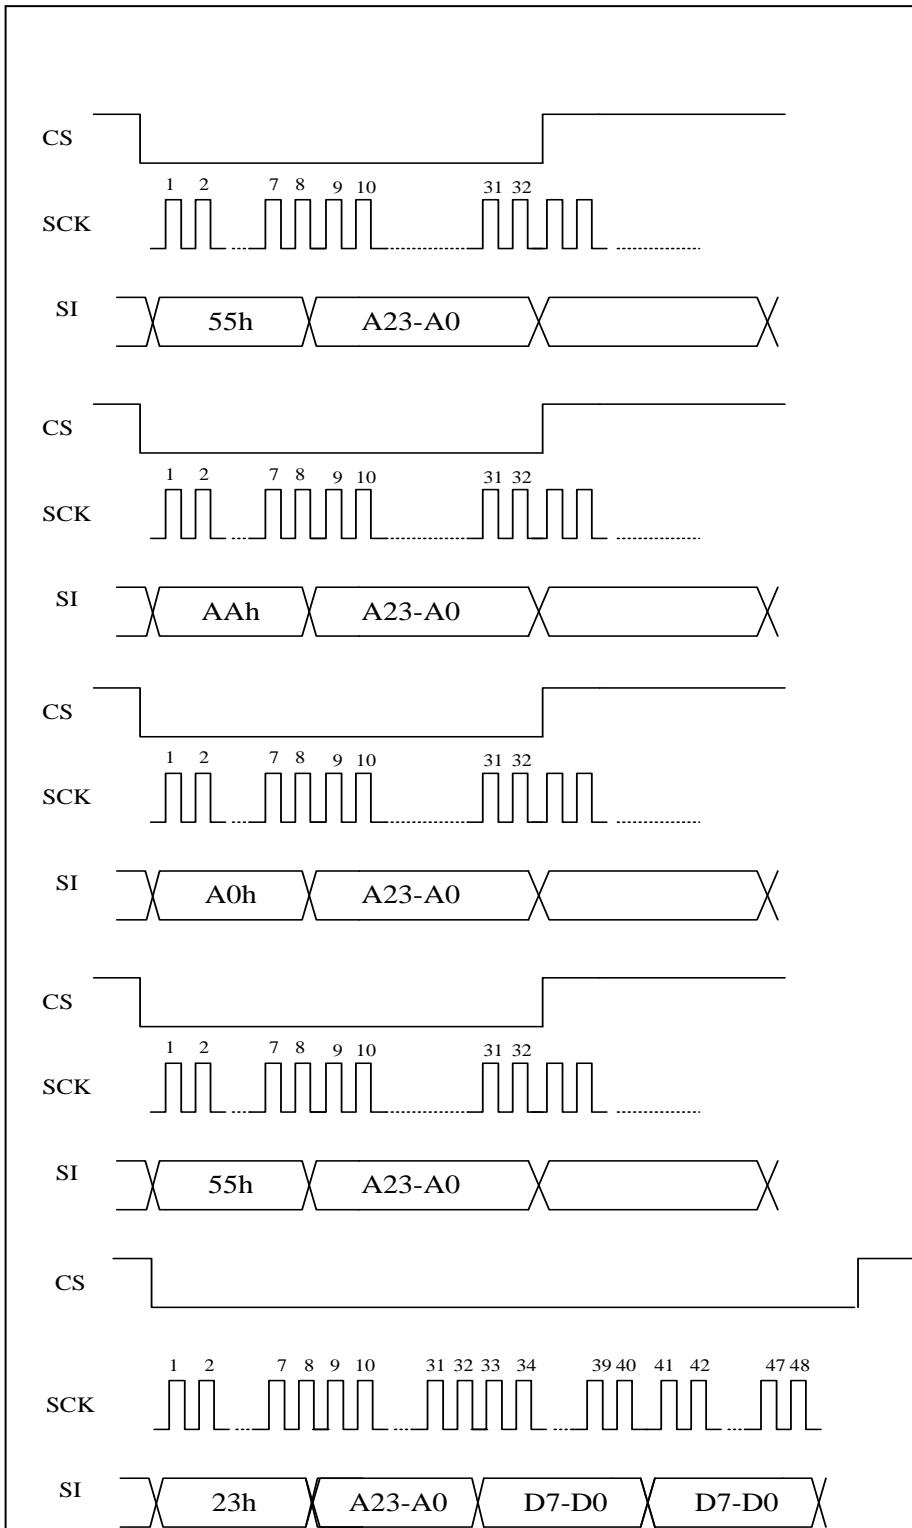 CS
1 2 7 8 9 10 31 32
SCK
SI 55h A23-A0
CS
1 2 7 8 9 10 31 32
SCK
SI AAh A23-A0
CS
1 2 7 8 9 10 31 32
SCK
SI A0h A23-A0
CS
1 2 7 8 9 10 31 32
SCK
SI 55h A23-A0
CS
1 2 7 8 9 10 31 32 33 34 39 40 41 42 47 48
SCK
SI 23h A23-A0 D7-D0 D7-D0